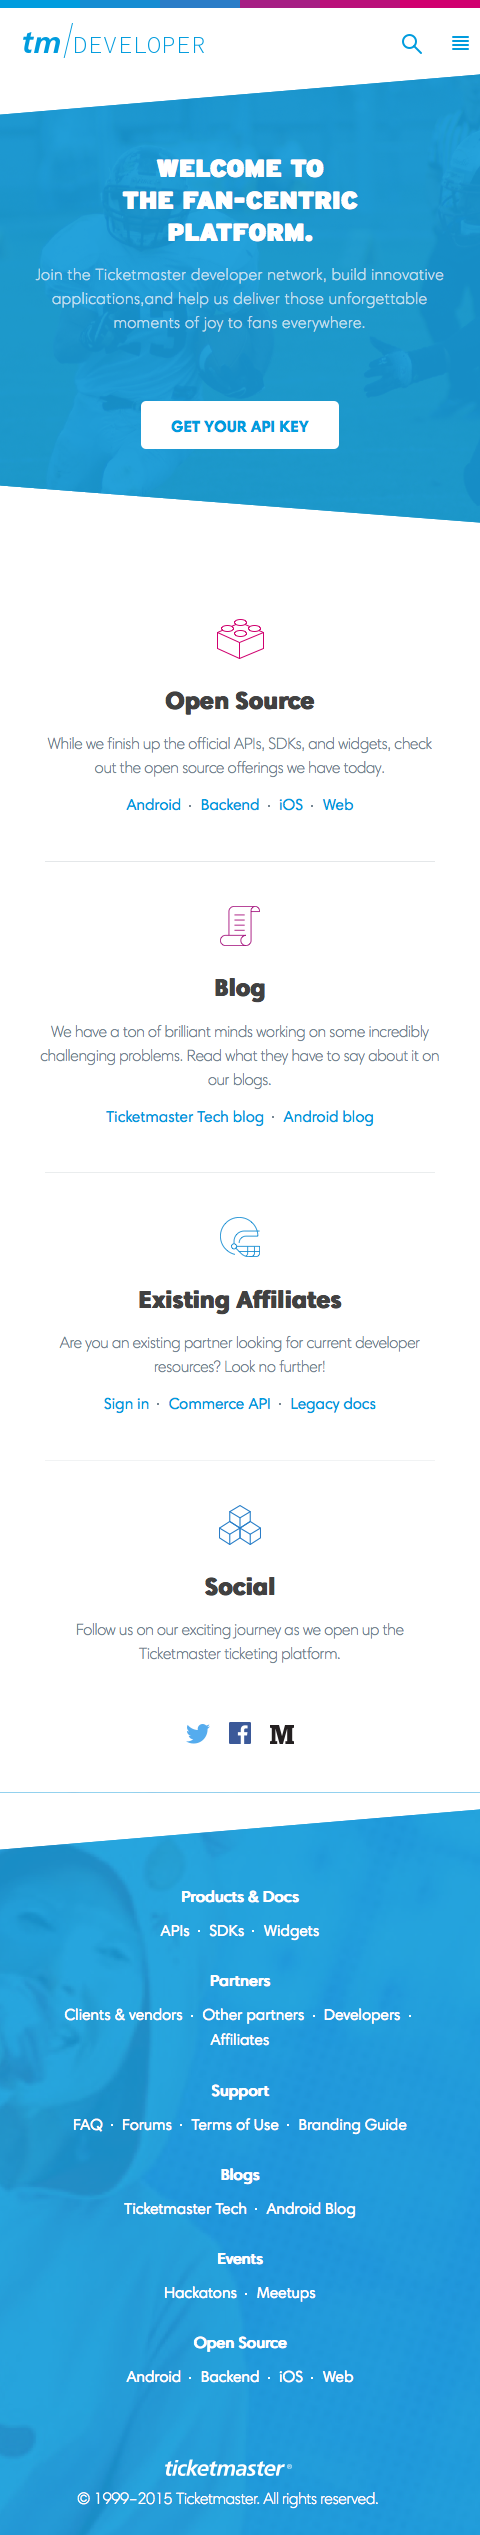 tm/DEVELOPER
WELCOME TO
THE FAN-CENTRIC
PLATFORM.
Join the Ticketmaster developer network, build innovative
applications,and help us deliver those unforgettable
moments of joy to fans everywhere.
GET YOUR API KEY
Open Source
While we finish up the official APIs, SDKs, and widgets, check
out the open source offerings we have today.
Android · Backend · iOS · Web
Blog
We have a ton of brilliant minds working on some incredibly
challenging problems. Read what they have to say about it on
our blogs.
Ticketmaster Tech blog · Android blog
Existing Affiliates
Are you an existing partner looking for current developer
resources? Look no further!
Sign in · Commerce API · Legacy docs
Social
Follow us on our exciting journey as we open up the
Ticketmaster ticketing platform.
M
Products & Docs
APIs · SDKs · Widgets
Partners
Clients & vendors · Other partners · Developers ·
Affiliates
Support
FAQ · Forums · Terms of Use · Branding Guide
Blogs
Ticketmaster Tech · Android Blog
Events
Hackatons · Meetups
Open Source
Android · Backend · iOS · Web
ticketmaster®
© 1999-2015 Ticketmaster. All rights reserved.